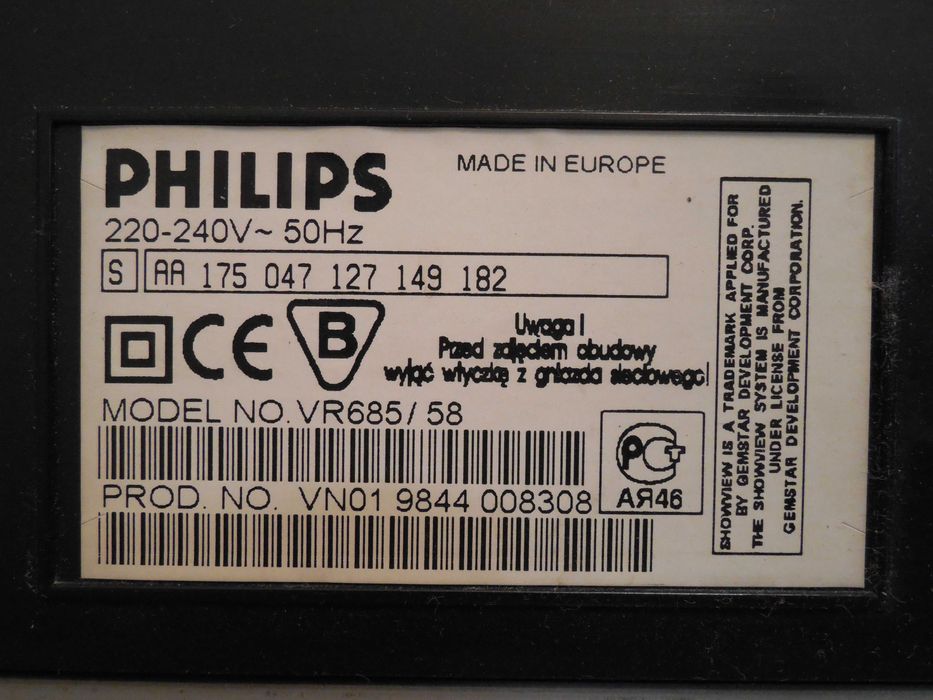 PHILIPS
MADE IN EUROPE
220-240V~ 50Hz
S AA 175 047 127 149 182
CE B
Uwaga !
Przed zdjęciem obudowy
wyjąć wtyczkę z gniazda sieciowego!
MODEL NO. VR685/ 58
PCT
АЯ46
PROD. NO. VN01 9844 008308
SHOWVIEW IS A TRADEMARK APPLIED FOR
BY GEMSTAR DEVELOPMENT CORP.
THE SHOWVIEW SYSTEM IS MANUFACTURED
UNDER LICENSE FROM
GEMSTAR DEVELOPMENT CORPORATION.